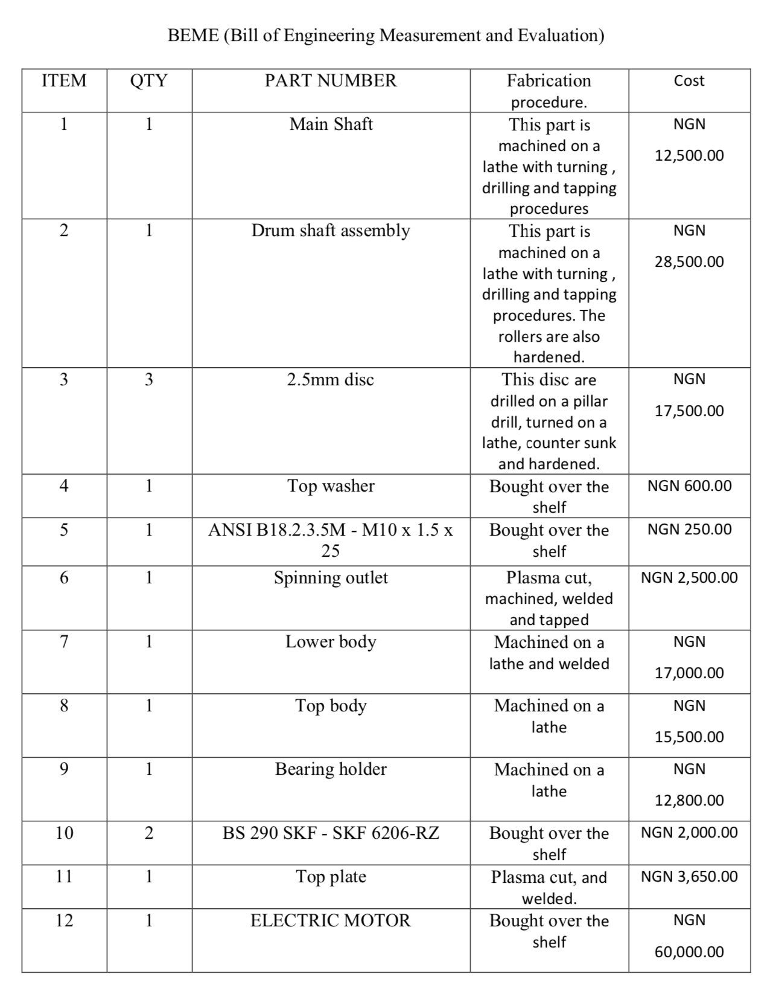 BEME (Bill of Engineering Measurement and Evaluation)
ITEM QTY PART NUMBER Fabrication procedure. Cost
1 1 Main Shaft This part is
machined on a
lathe with turning ,
drilling and tapping
procedures NGN
12,500.00
2 1 Drum shaft assembly This part is
machined on a
lathe with turning ,
drilling and tapping
procedures. The
rollers are also
hardened. NGN
28,500.00
3 3 2.5mm disc This disc are
drilled on a pillar
drill, turned on a
lathe, counter sunk
and hardened. NGN
17,500.00
4 1 Top washer Bought over the
shelf NGN 600.00
5 1 ANSI B18.2.3.5M - M10 x 1.5 x
25 Bought over the
shelf NGN 250.00
6 1 Spinning outlet Plasma cut,
machined, welded
and tapped NGN 2,500.00
7 1 Lower body Machined on a
lathe and welded NGN
17,000.00
8 1 Top body Machined on a
lathe NGN
15,500.00
9 1 Bearing holder Machined on a
lathe NGN
12,800.00
10 2 BS 290 SKF - SKF 6206-RZ Bought over the
shelf NGN 2,000.00
11 1 Top plate Plasma cut, and
welded. NGN 3,650.00
12 1 ELECTRIC MOTOR Bought over the
shelf NGN
60,000.00